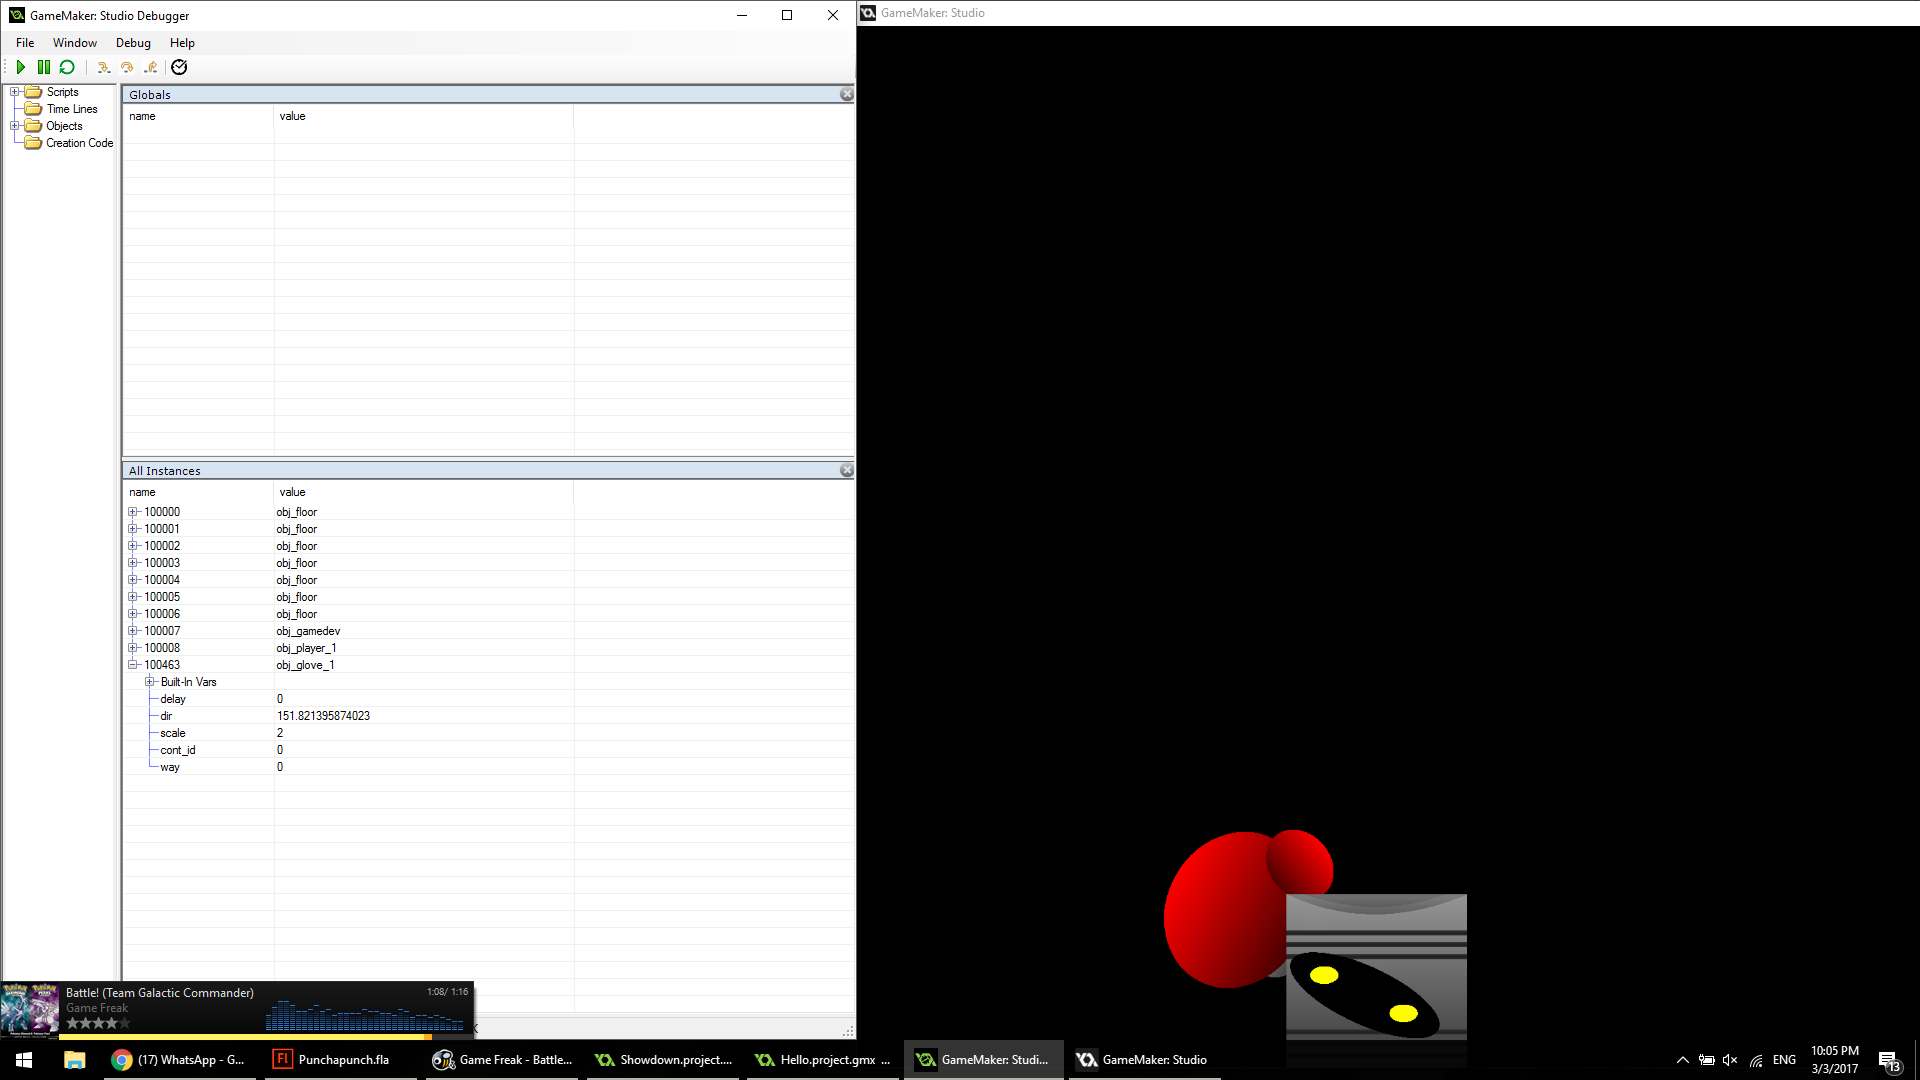 GameMaker: Studio Debugger
GameMaker: Studio
File Window Debug Help
Scripts
Time Lines
Objects
Creation Code
Globals
name value
All Instances
name value
100000 obj_floor
100001 obj_floor
100002 obj_floor
100003 obj_floor
100004 obj_floor
100005 obj_floor
100006 obj_floor
100007 obj_gamedev
100008 obj_player_1
100463 obj_glove_1
Built-In Vars
delay 0
dir 151.821395874023
scale 2
cont_id 0
way 0
Battle! (Team Galactic Commander) 1:08/ 1:16
Game Freak
(17) WhatsApp - G... Punchapunch.fla Game Freak - Battle... Showdown.project.... Hello.project.gmx ... GameMaker: Studi... GameMaker: Studio ENG 10:05 PM
3/3/2017 13